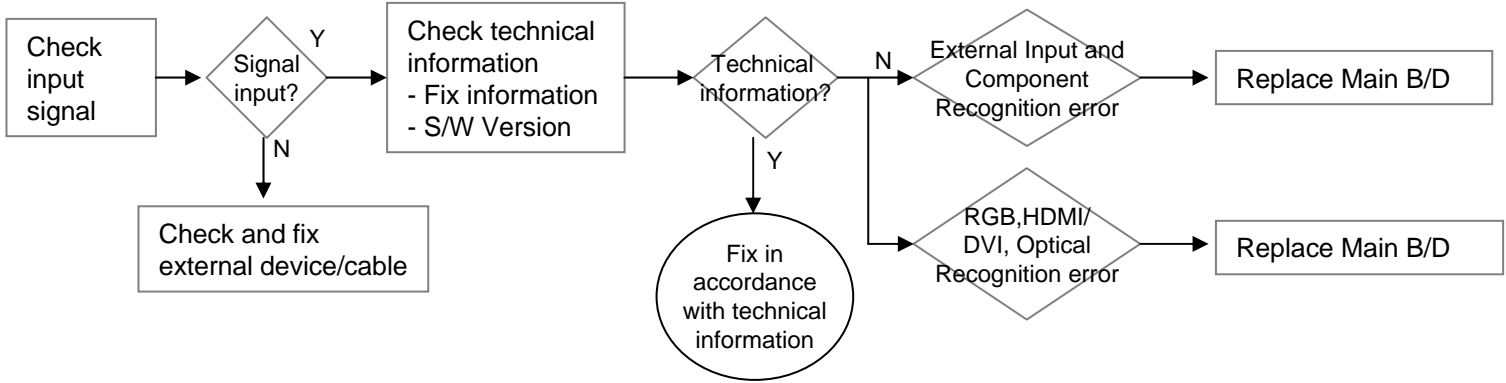 Check
input
signal
Signal
input?
Y
N
Check and fix
external device/cable
Check technical
information
- Fix information
- S/W Version
Technical
information?
N
Y
Fix in
accordance
with technical
information
External Input and
Component
Recognition error
Replace Main B/D
RGB,HDMI/
DVI, Optical
Recognition error
Replace Main B/D